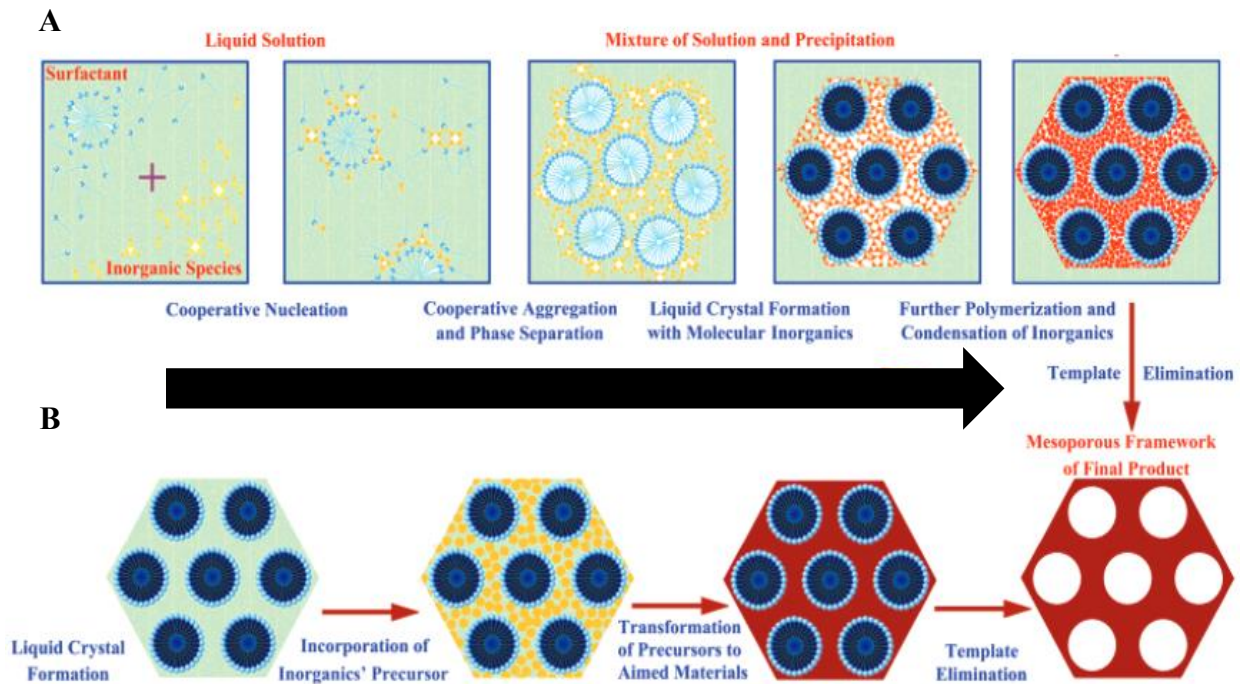 A
Liquid Solution
Mixture of Solution and Precipitation
Surfactant
Inorganic Species
Cooperative Nucleation
Cooperative Aggregation
and Phase Separation
Liquid Crystal Formation
with Molecular Inorganics
Further Polymerization and
Condensation of Inorganics
Template Elimination
B
Mesoporous Framework
of Final Product
Liquid Crystal
Formation
Incorporation of
Inorganics' Precursor
Transformation
of Precursors to
Aimed Materials
Template
Elimination